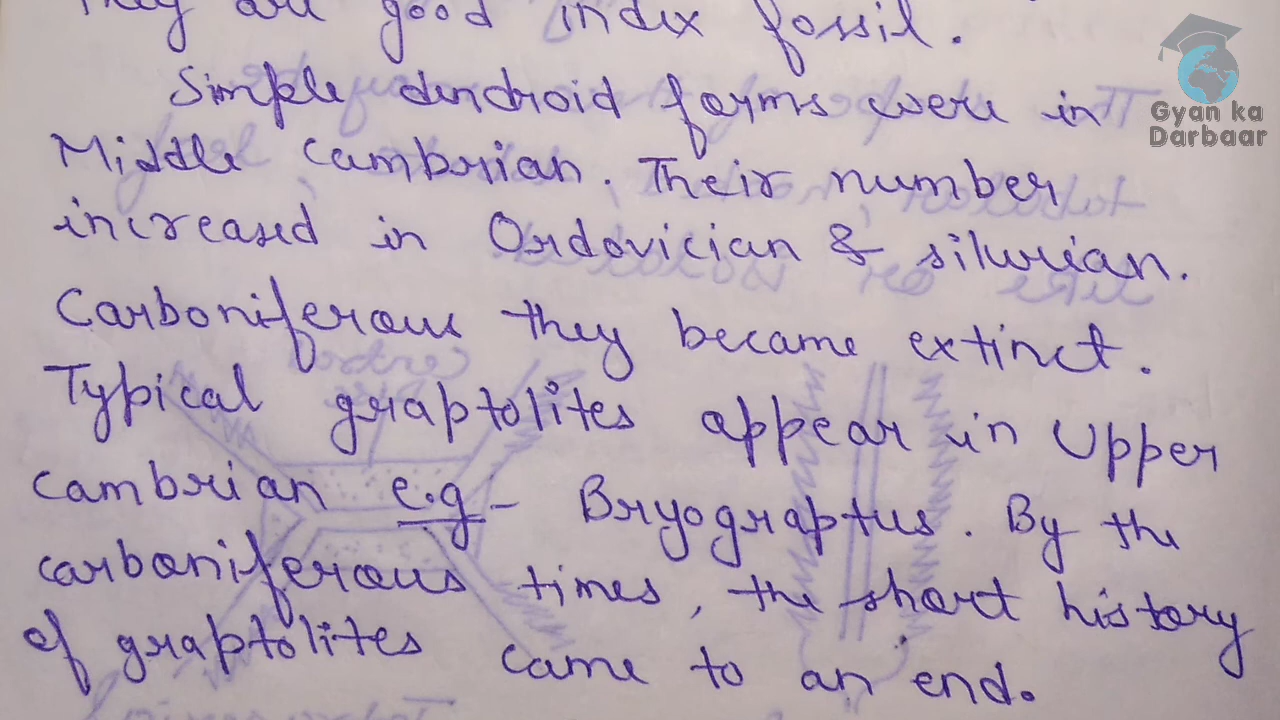 They are good index fossil.
Simple dendroid forms were in
Middle Cambrian. Their number
increased in Ordovician & silurian.
Carboniferous they became extinct.
Typical graptolites appear in Upper
Cambrian e.g - Bryograptus. By the
carboniferous times, the short history
of graptolites came to an end.
Gyan ka
Darbaar